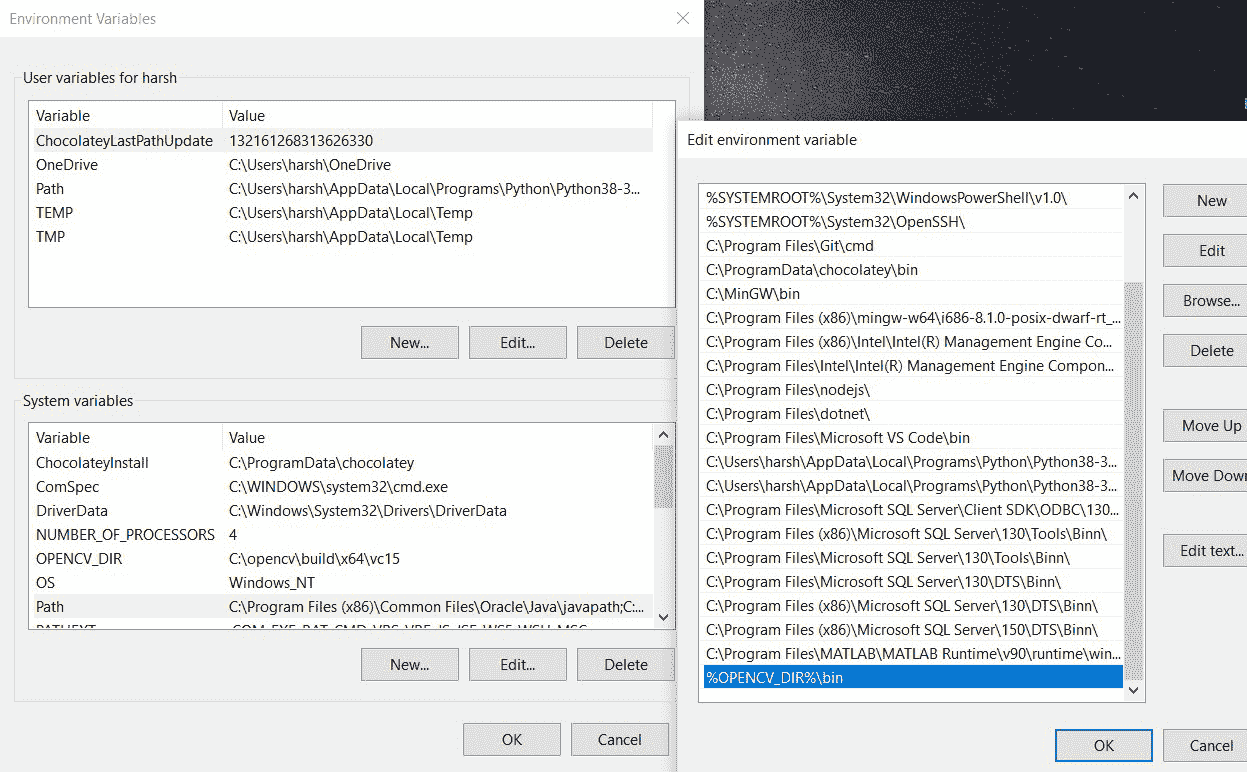 Environment Variables
User variables for harsh
Variable Value
ChocolateyLastPathUpdate 132161268313626330
OneDrive C:\Users\harsh\OneDrive
Path C:\Users\harsh\AppData\Local\Programs\Python\Python38-3...
TEMP C:\Users\harsh\AppData\Local\Temp
TMP C:\Users\harsh\AppData\Local\Temp
New... Edit... Delete
System variables
Variable Value
ChocolateyInstall C:\ProgramData\chocolatey
ComSpec C:\WINDOWS\system32\cmd.exe
DriverData C:\Windows\System32\Drivers\DriverData
NUMBER_OF_PROCESSORS 4
OPENCV_DIR C:\opencv\build\x64\vc15
OS Windows_NT
Path C:\Program Files (x86)\Common Files\Oracle\Java\javapath;C:...
New... Edit... Delete
OK Cancel
Edit environment variable
%SYSTEMROOT%\System32\WindowsPowerShell\v1.0\
%SYSTEMROOT%\System32\OpenSSH\
C:\Program Files\Git\cmd
C:\ProgramData\chocolatey\bin
C:\MinGW\bin
C:\Program Files (x86)\mingw-w64\i686-8.1.0-posix-dwarf-rt_...
C:\Program Files (x86)\Intel\Intel(R) Management Engine Co...
C:\Program Files\Intel\Intel(R) Management Engine Compon...
C:\Program Files\nodejs\
C:\Program Files\dotnet\
C:\Program Files\Microsoft VS Code\bin
C:\Users\harsh\AppData\Local\Programs\Python\Python38-3...
C:\Users\harsh\AppData\Local\Programs\Python\Python38-3...
C:\Program Files\Microsoft SQL Server\Client SDK\ODBC\130...
C:\Program Files (x86)\Microsoft SQL Server\130\Tools\Binn\
C:\Program Files\Microsoft SQL Server\130\Tools\Binn\
C:\Program Files\Microsoft SQL Server\130\DTS\Binn\
C:\Program Files (x86)\Microsoft SQL Server\130\DTS\Binn\
C:\Program Files (x86)\Microsoft SQL Server\150\DTS\Binn\
C:\Program Files\MATLAB\MATLAB Runtime\v90\runtime\win...
%OPENCV_DIR%\bin
New
Edit
Browse...
Delete
Move Up
Move Down
Edit text...
OK Cancel